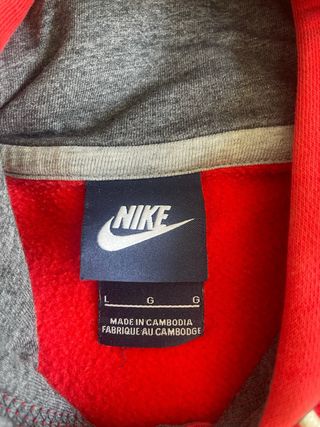 NIKE
L G G
MADE IN CAMBODIA
FABRIQUE AU CAMBODGE